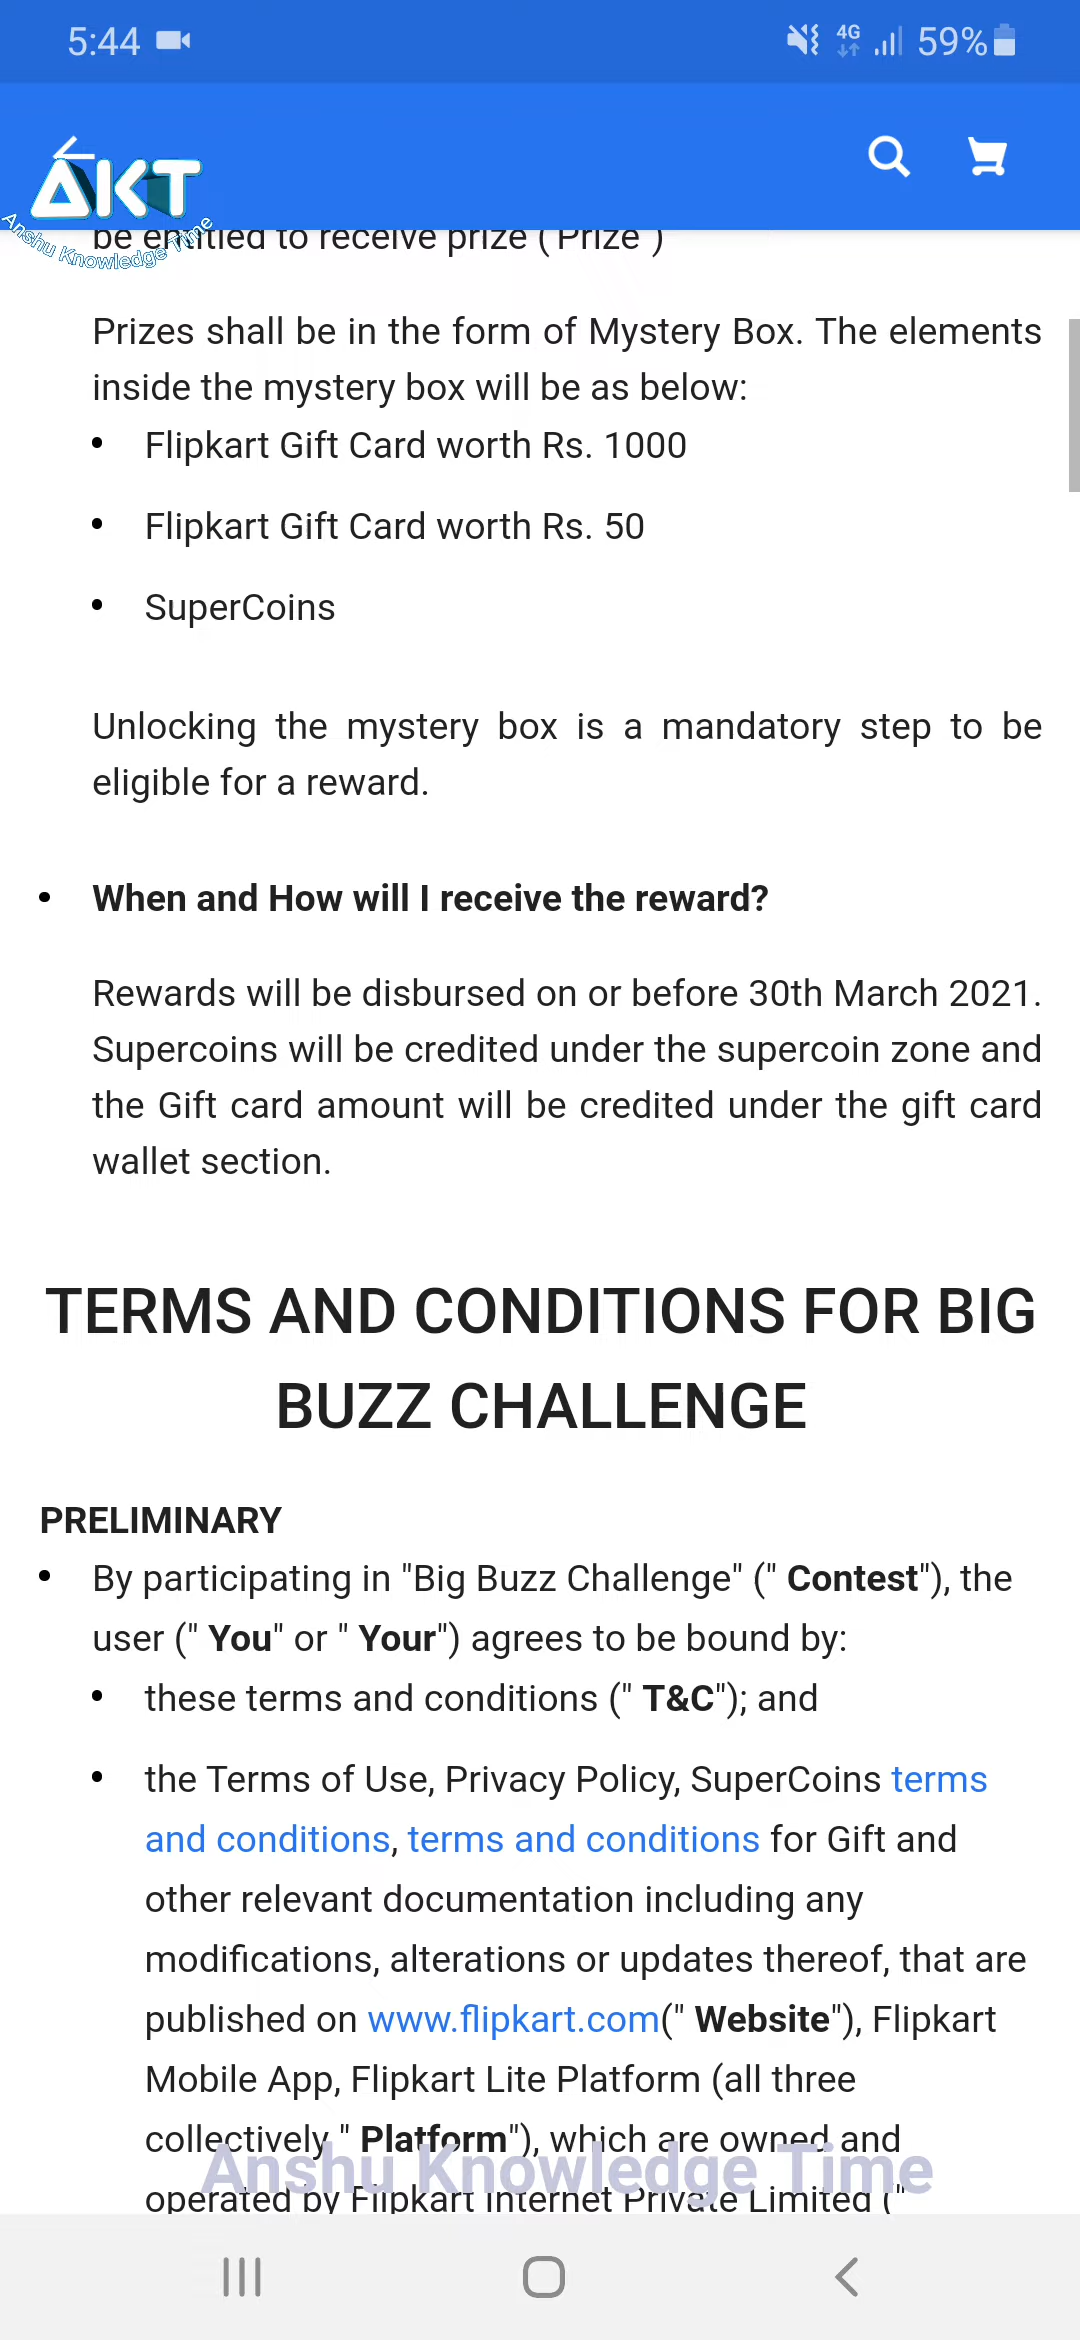 5:44
4G 59%
AKT
Anshu Knowledge Time
be entitled to receive prize ("Prize")
Prizes shall be in the form of Mystery Box. The elements
inside the mystery box will be as below:
• Flipkart Gift Card worth Rs. 1000
• Flipkart Gift Card worth Rs. 50
• SuperCoins
Unlocking the mystery box is a mandatory step to be
eligible for a reward.
• When and How will I receive the reward?
Rewards will be disbursed on or before 30th March 2021.
Supercoins will be credited under the supercoin zone and
the Gift card amount will be credited under the gift card
wallet section.
TERMS AND CONDITIONS FOR BIG
BUZZ CHALLENGE
PRELIMINARY
• By participating in "Big Buzz Challenge" (" Contest"), the
user (" You" or " Your") agrees to be bound by:
• these terms and conditions (" T&C"); and
• the Terms of Use, Privacy Policy, SuperCoins terms
and conditions, terms and conditions for Gift and
other relevant documentation including any
modifications, alterations or updates thereof, that are
published on www.flipkart.com(" Website"), Flipkart
Mobile App, Flipkart Lite Platform (all three
collectively " Platform"), which are owned and
Anshu Knowledge Time
operated by Flipkart Internet Private Limited ("